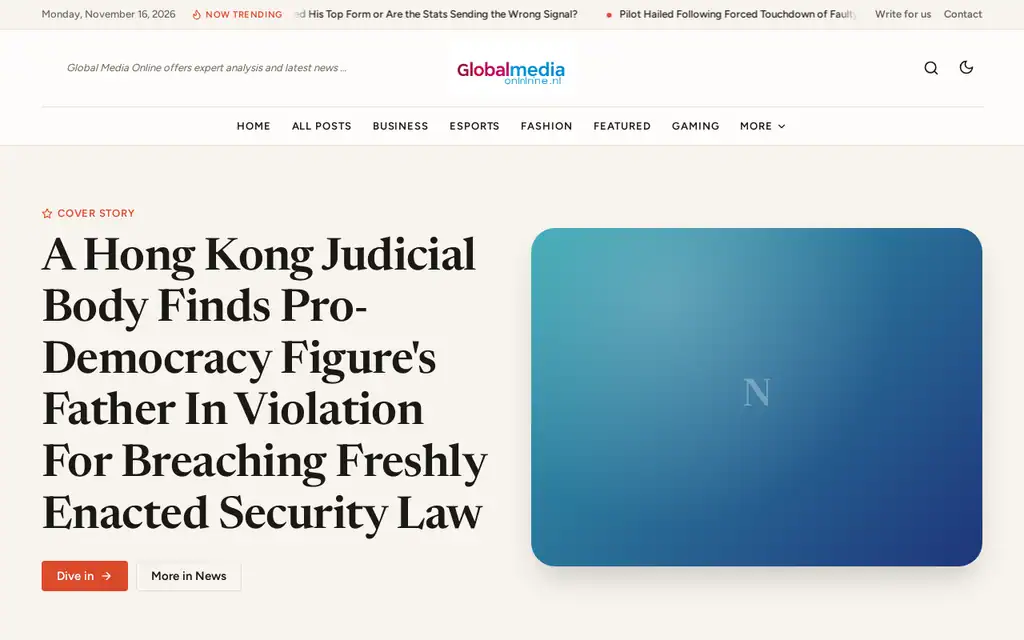 Monday, November 16, 2026
NOW TRENDING
His Top Form or Are the Stats Sending the Wrong Signal?
Pilot Hailed Following Forced Touchdown of Faulty
Write for us
Contact
Global Media Online offers expert analysis and latest news ...
Globalmedia
HOME
ALL POSTS
BUSINESS
ESPORTS
FASHION
FEATURED
GAMING
MORE
COVER STORY
A Hong Kong Judicial
Body Finds Pro-
Democracy Figure's
Father In Violation
For Breaching Freshly
Enacted Security Law
Dive in →
More in News
N